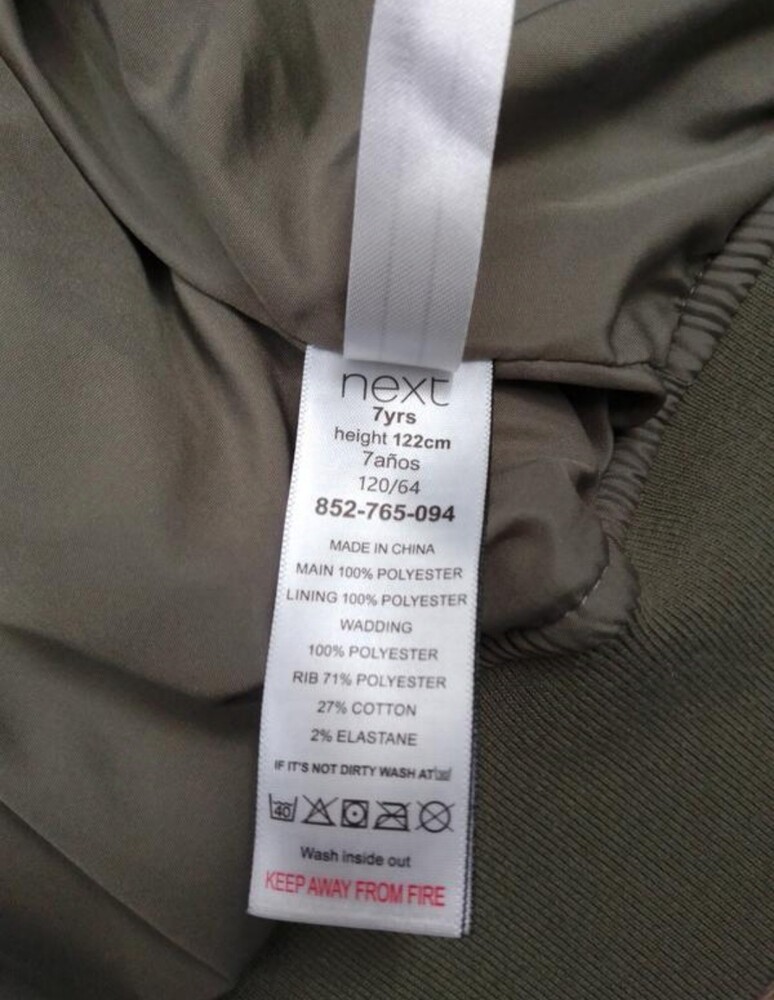 next
7yrs
height 122cm
7años
120/64
852-765-094
MADE IN CHINA
MAIN 100% POLYESTER
LINING 100% POLYESTER
WADDING
100% POLYESTER
RIB 71% POLYESTER
27% COTTON
2% ELASTANE
IF IT'S NOT DIRTY WASH AT
40
Wash inside out
KEEP AWAY FROM FIRE